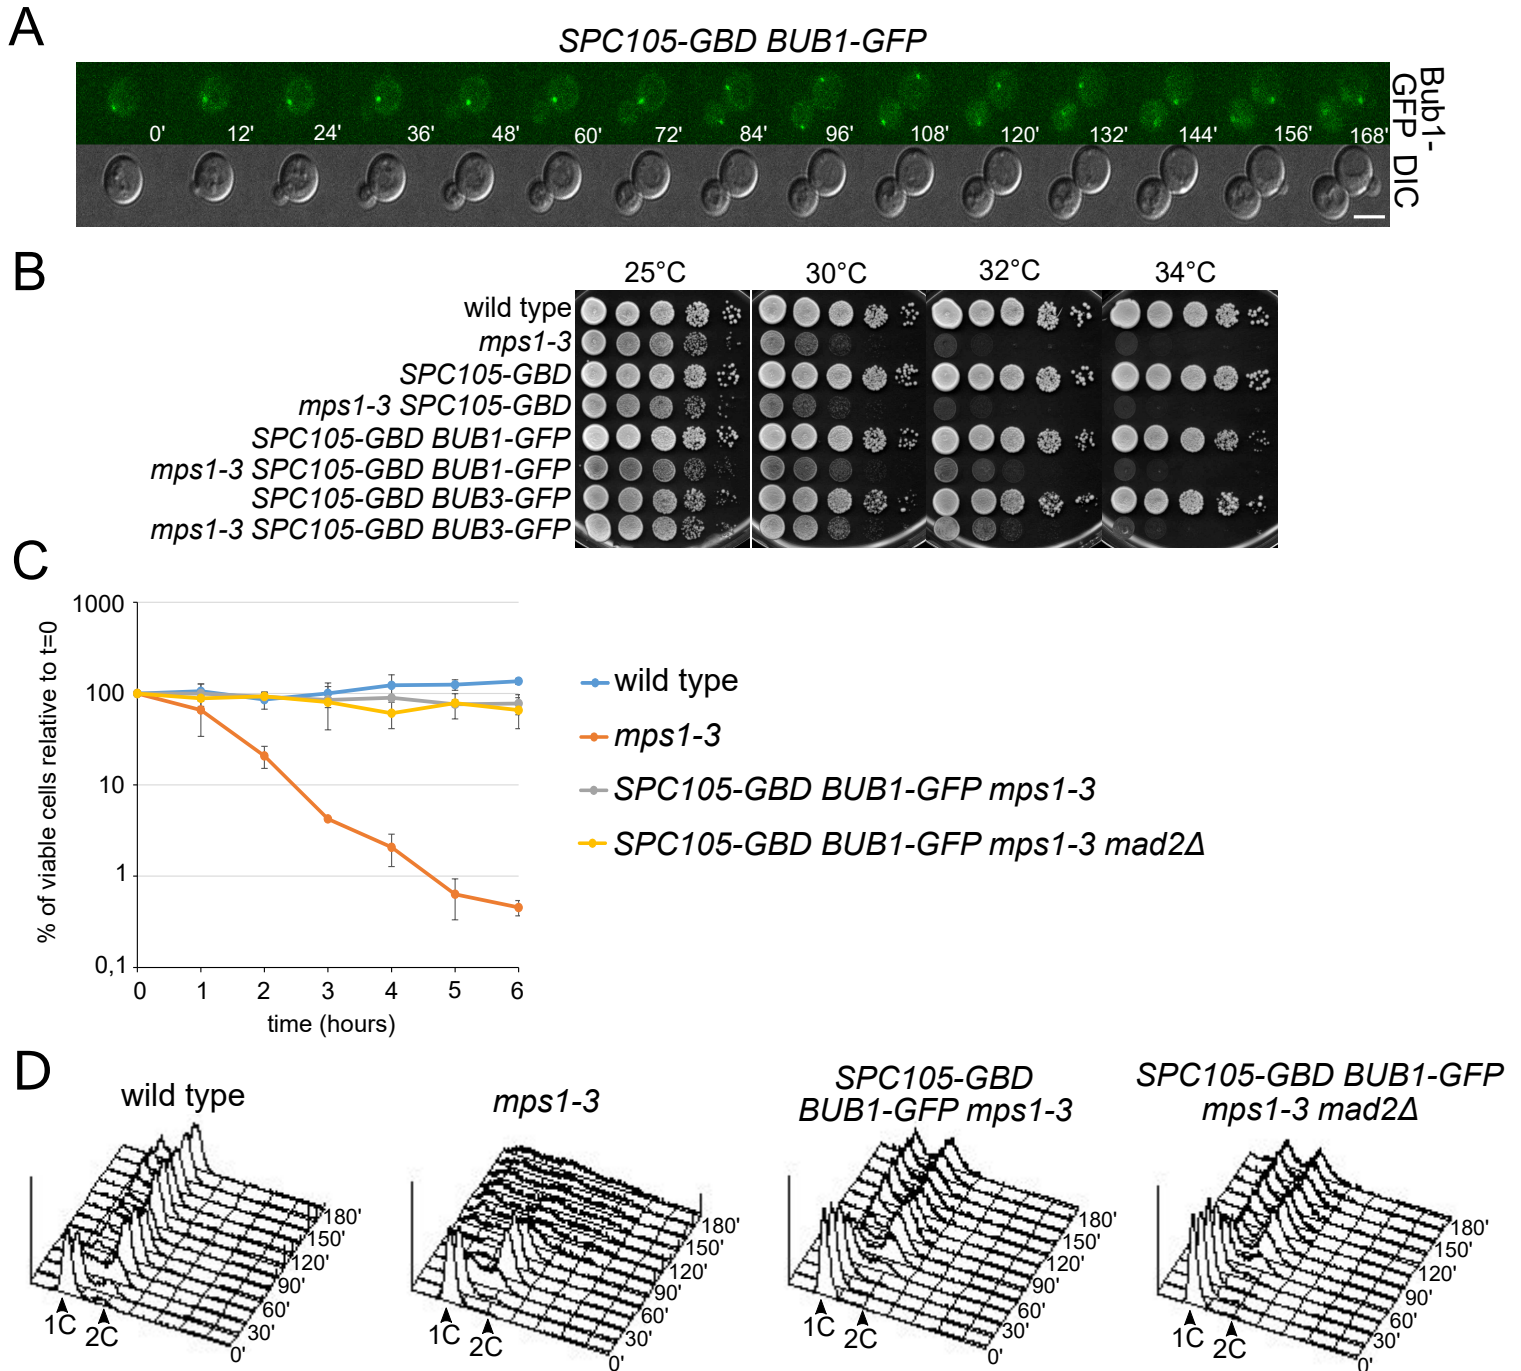 A
SPC105-GBD BUB1-GFP
0' 12' 24' 36' 48' 60' 72' 84' 96' 108' 120' 132' 144' 156' 168'
Bub1-
GFP
DIC
B
25°C 30°C 32°C 34°C
wild type
mps1-3
SPC105-GBD
mps1-3 SPC105-GBD
SPC105-GBD BUB1-GFP
mps1-3 SPC105-GBD BUB1-GFP
SPC105-GBD BUB3-GFP
mps1-3 SPC105-GBD BUB3-GFP
C
% of viable cells relative to t=0
1000
100
10
1
0,1
0 1 2 3 4 5 6
time (hours)
wild type
mps1-3
SPC105-GBD BUB1-GFP mps1-3
SPC105-GBD BUB1-GFP mps1-3 mad2Δ
D
wild type
180'
150'
120'
90'
60'
30'
0'
1C 2C
mps1-3
180'
150'
120'
90'
60'
30'
0'
1C 2C
SPC105-GBD
BUB1-GFP mps1-3
180'
150'
120'
90'
60'
30'
0'
1C 2C
SPC105-GBD BUB1-GFP
mps1-3 mad2Δ
180'
150'
120'
90'
60'
30'
0'
1C 2C